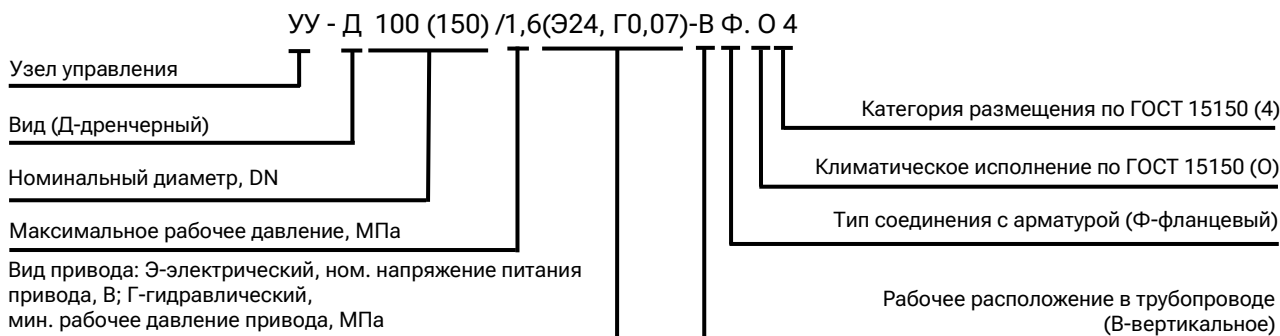 УУ - Д 100 (150) /1,6(Э24, Г0,07)-В Ф. О 4
Узел управления
Вид (Д-дренчерный)
Номинальный диаметр, DN
Максимальное рабочее давление, МПа
Вид привода: Э-электрический, ном. напряжение питания
привода, В; Г-гидравлический,
мин. рабочее давление привода, МПа
Категория размещения по ГОСТ 15150 (4)
Климатическое исполнение по ГОСТ 15150 (О)
Тип соединения с арматурой (Ф-фланцевый)
Рабочее расположение в трубопроводе
(В-вертикальное)